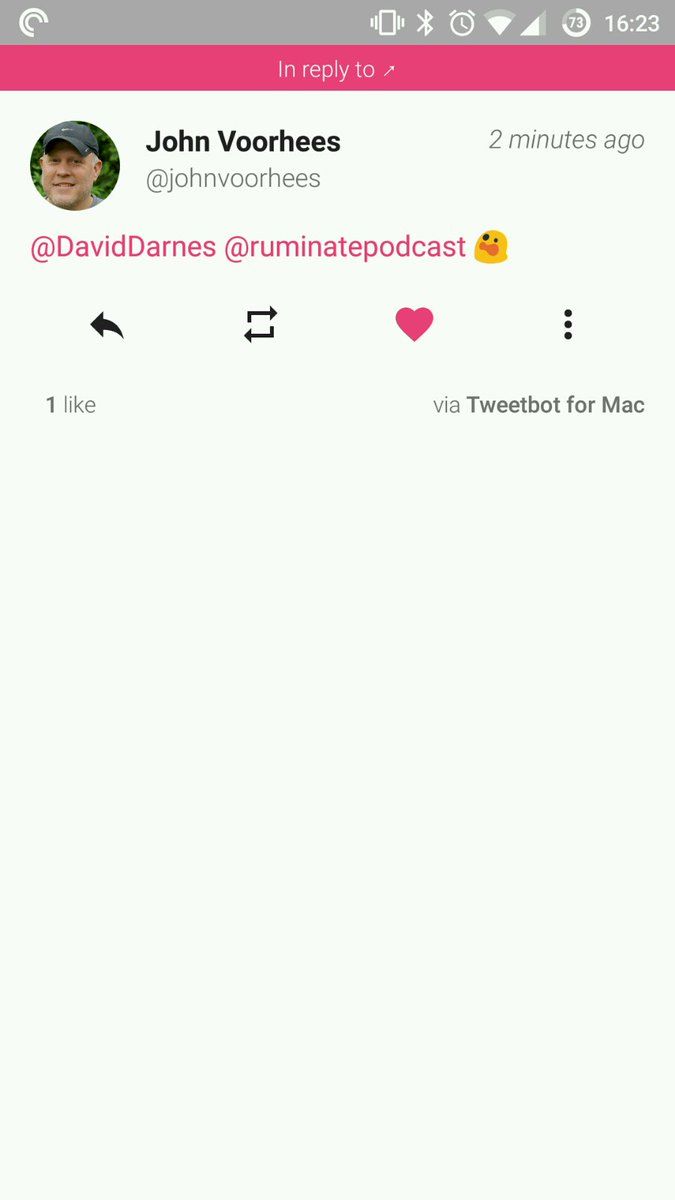 73 16:23
In reply to ↗
John Voorhees
2 minutes ago
@johnvoorhees
@DavidDarnes @ruminatepodcast 😲
1 like
via Tweetbot for Mac